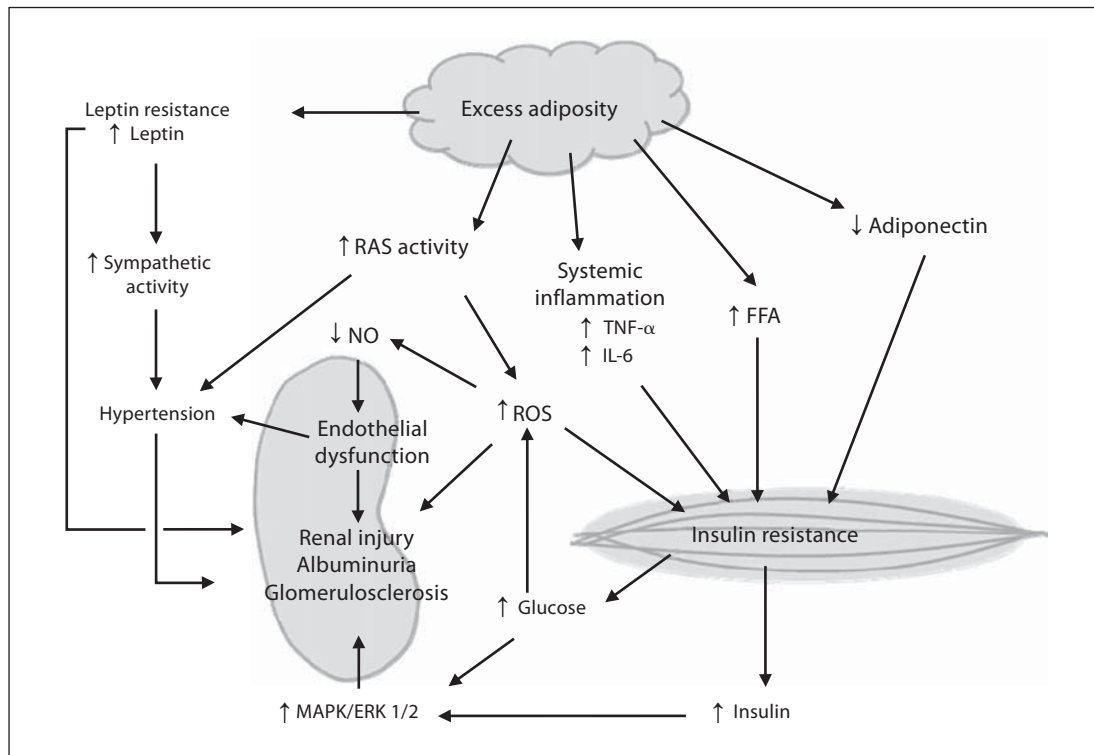 Excess adiposity
Leptin resistance
↑ Leptin
↑ Sympathetic
activity
Hypertension
↑ RAS activity
↓ NO
Endothelial
dysfunction
Renal injury
Albuminuria
Glomerulosclerosis
↑ MAPK/ERK 1/2
Systemic
inflammation
↑ TNF-α
↑ IL-6
↑ ROS
↑ FFA
↓ Adiponectin
Insulin resistance
↑ Glucose
↑ Insulin